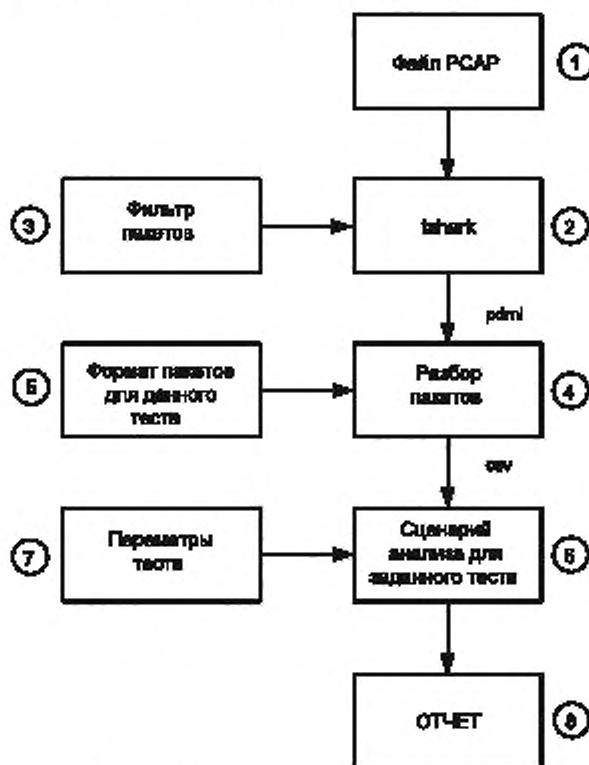 Файл PCAP
1
3
Фильтр
пакетов
tshark
2
pdml
5
Формат пакетов
для данного
теста
Разбор
пакетов
4
csv
7
Параметры
теста
Сценарий
анализа для
заданного теста
6
ОТЧЕТ
8